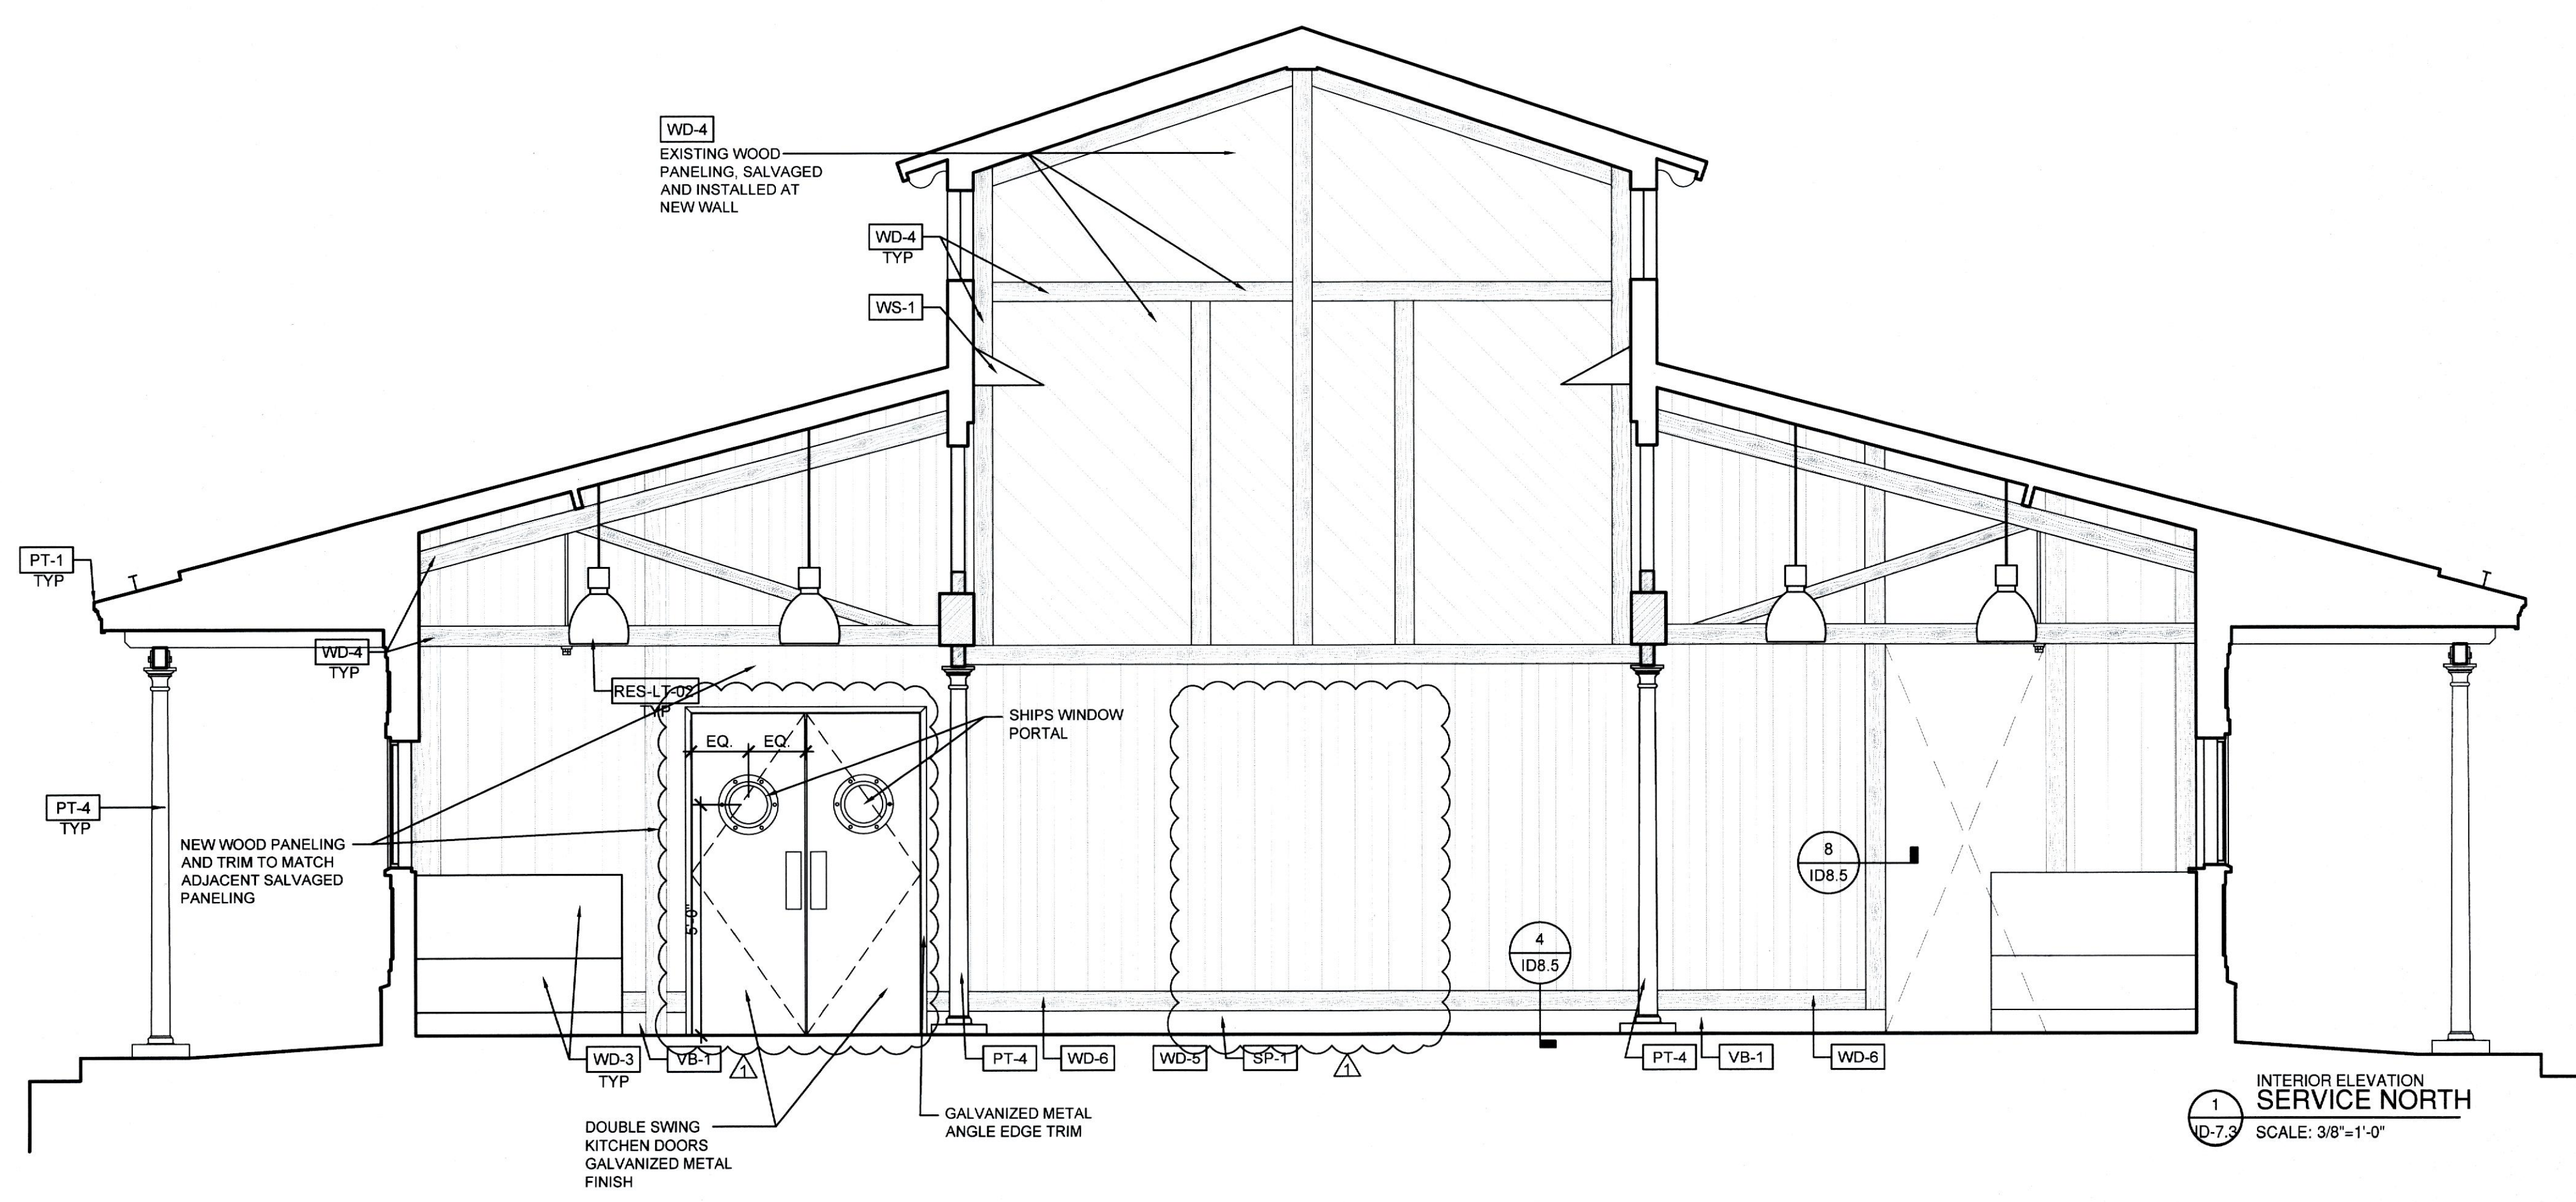 WD-4
EXISTING WOOD
PANELING, SALVAGED
AND INSTALLED AT
NEW WALL
WD-4
TYP
WS-1
PT-1
TYP
WD-4
TYP
RES-LT-02
TYP
SHIPS WINDOW
PORTAL
EQ.
EQ.
PT-4
TYP
NEW WOOD PANELING
AND TRIM TO MATCH
ADJACENT SALVAGED
PANELING
5'-0"
8
ID8.5
4
ID8.5
WD-3
TYP
VB-1
1
PT-4
WD-6
WD-5
SP-1
1
PT-4
VB-1
WD-6
DOUBLE SWING
KITCHEN DOORS
GALVANIZED METAL
FINISH
GALVANIZED METAL
ANGLE EDGE TRIM
1
ID-7.3
INTERIOR ELEVATION
SERVICE NORTH
SCALE: 3/8"=1'-0"